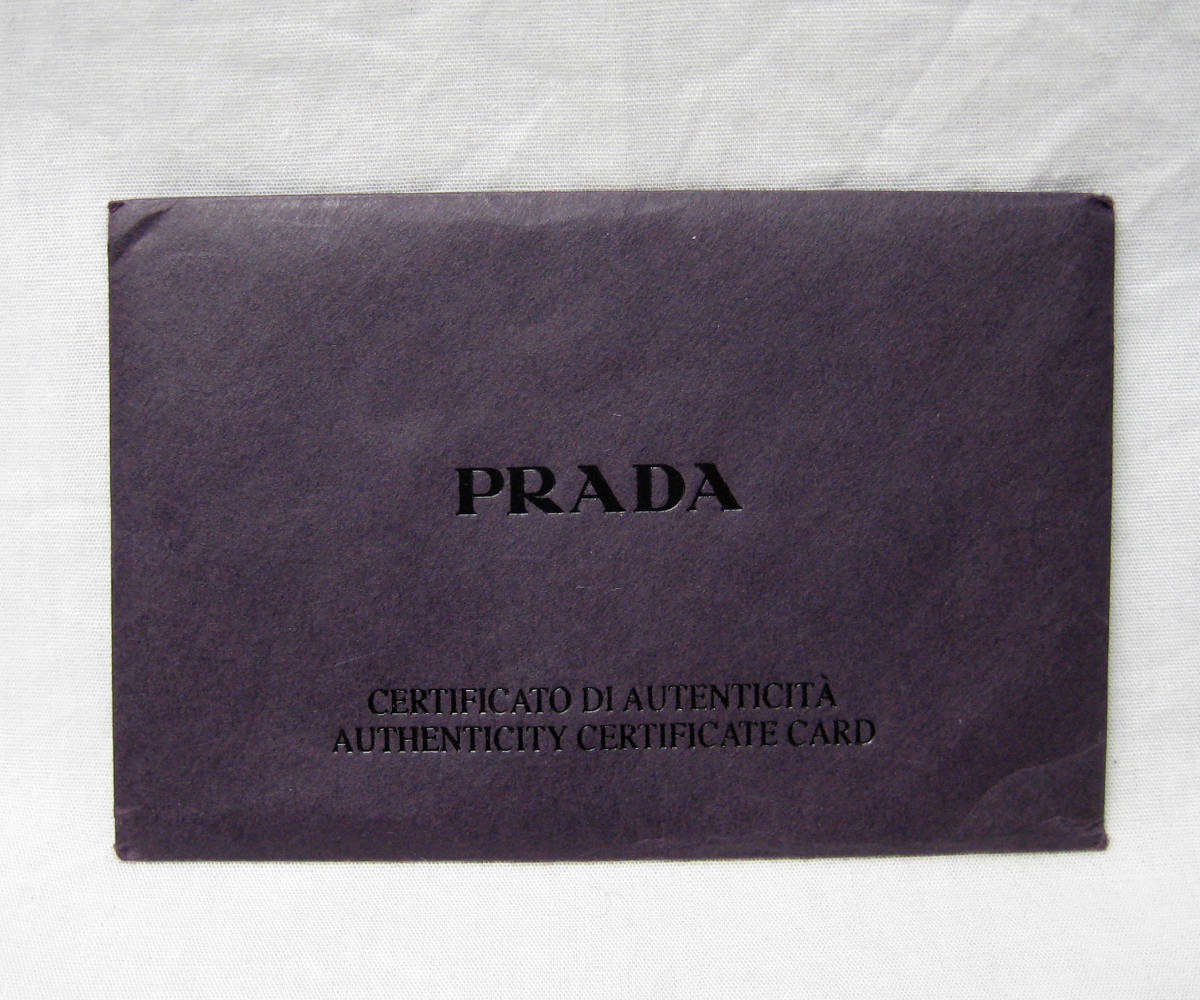 PRADA
CERTIFICATO DI AUTENTICITÀ
AUTHENTICITY CERTIFICATE CARD